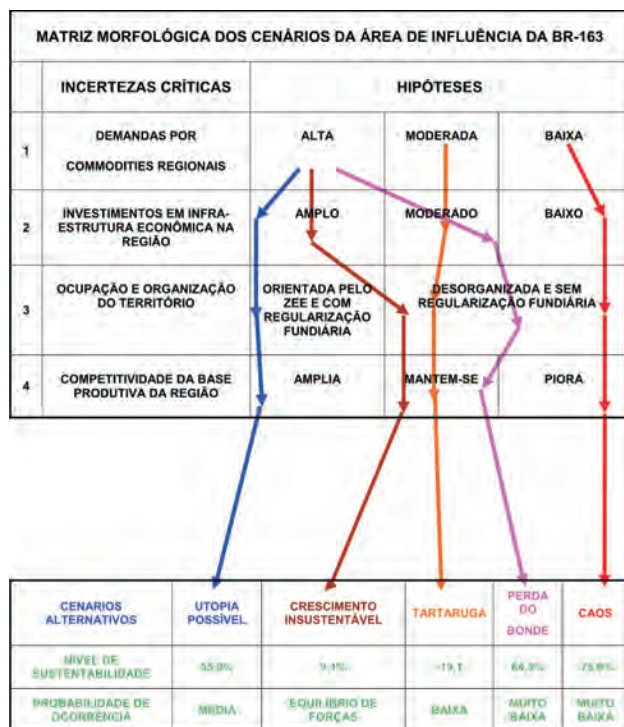 MATRIZ MORFOLÓGICA DOS CENÁRIOS DA ÁREA DE INFLUÊNCIA DA BR-163
INCERTEZAS CRÍTICAS HIPÓTESES
1 DEMANDAS POR COMMODITIES REGIONAIS ALTA MODERADA BAIXA
2 INVESTIMENTOS EM INFRA-ESTRUTURA ECONÔMICA NA REGIÃO AMPLO MODERADO BAIXO
3 OCUPAÇÃO E ORGANIZAÇÃO DO TERRITÓRIO ORIENTADA PELO ZEE E COM REGULARIZAÇÃO FUNDIÁRIA DESORGANIZADA E SEM REGULARIZAÇÃO FUNDIÁRIA
4 COMPETITIVIDADE DA BASE PRODUTIVA DA REGIÃO AMPLIA MANTEM-SE PIORA
CENARIOS ALTERNATIVOS UTOPIA POSSÍVEL CRESCIMENTO INSUSTENTÁVEL TARTARUGA PERDA DO BONDE CAOS
NÍVEL DE SUSTENTABILIDADE
PROBABILIDADE DE OCORRÊNCIA MÉDIA EQUILÍBRIO DE FORÇAS BAIXA MUITO BAIXA MUITO BAIXA